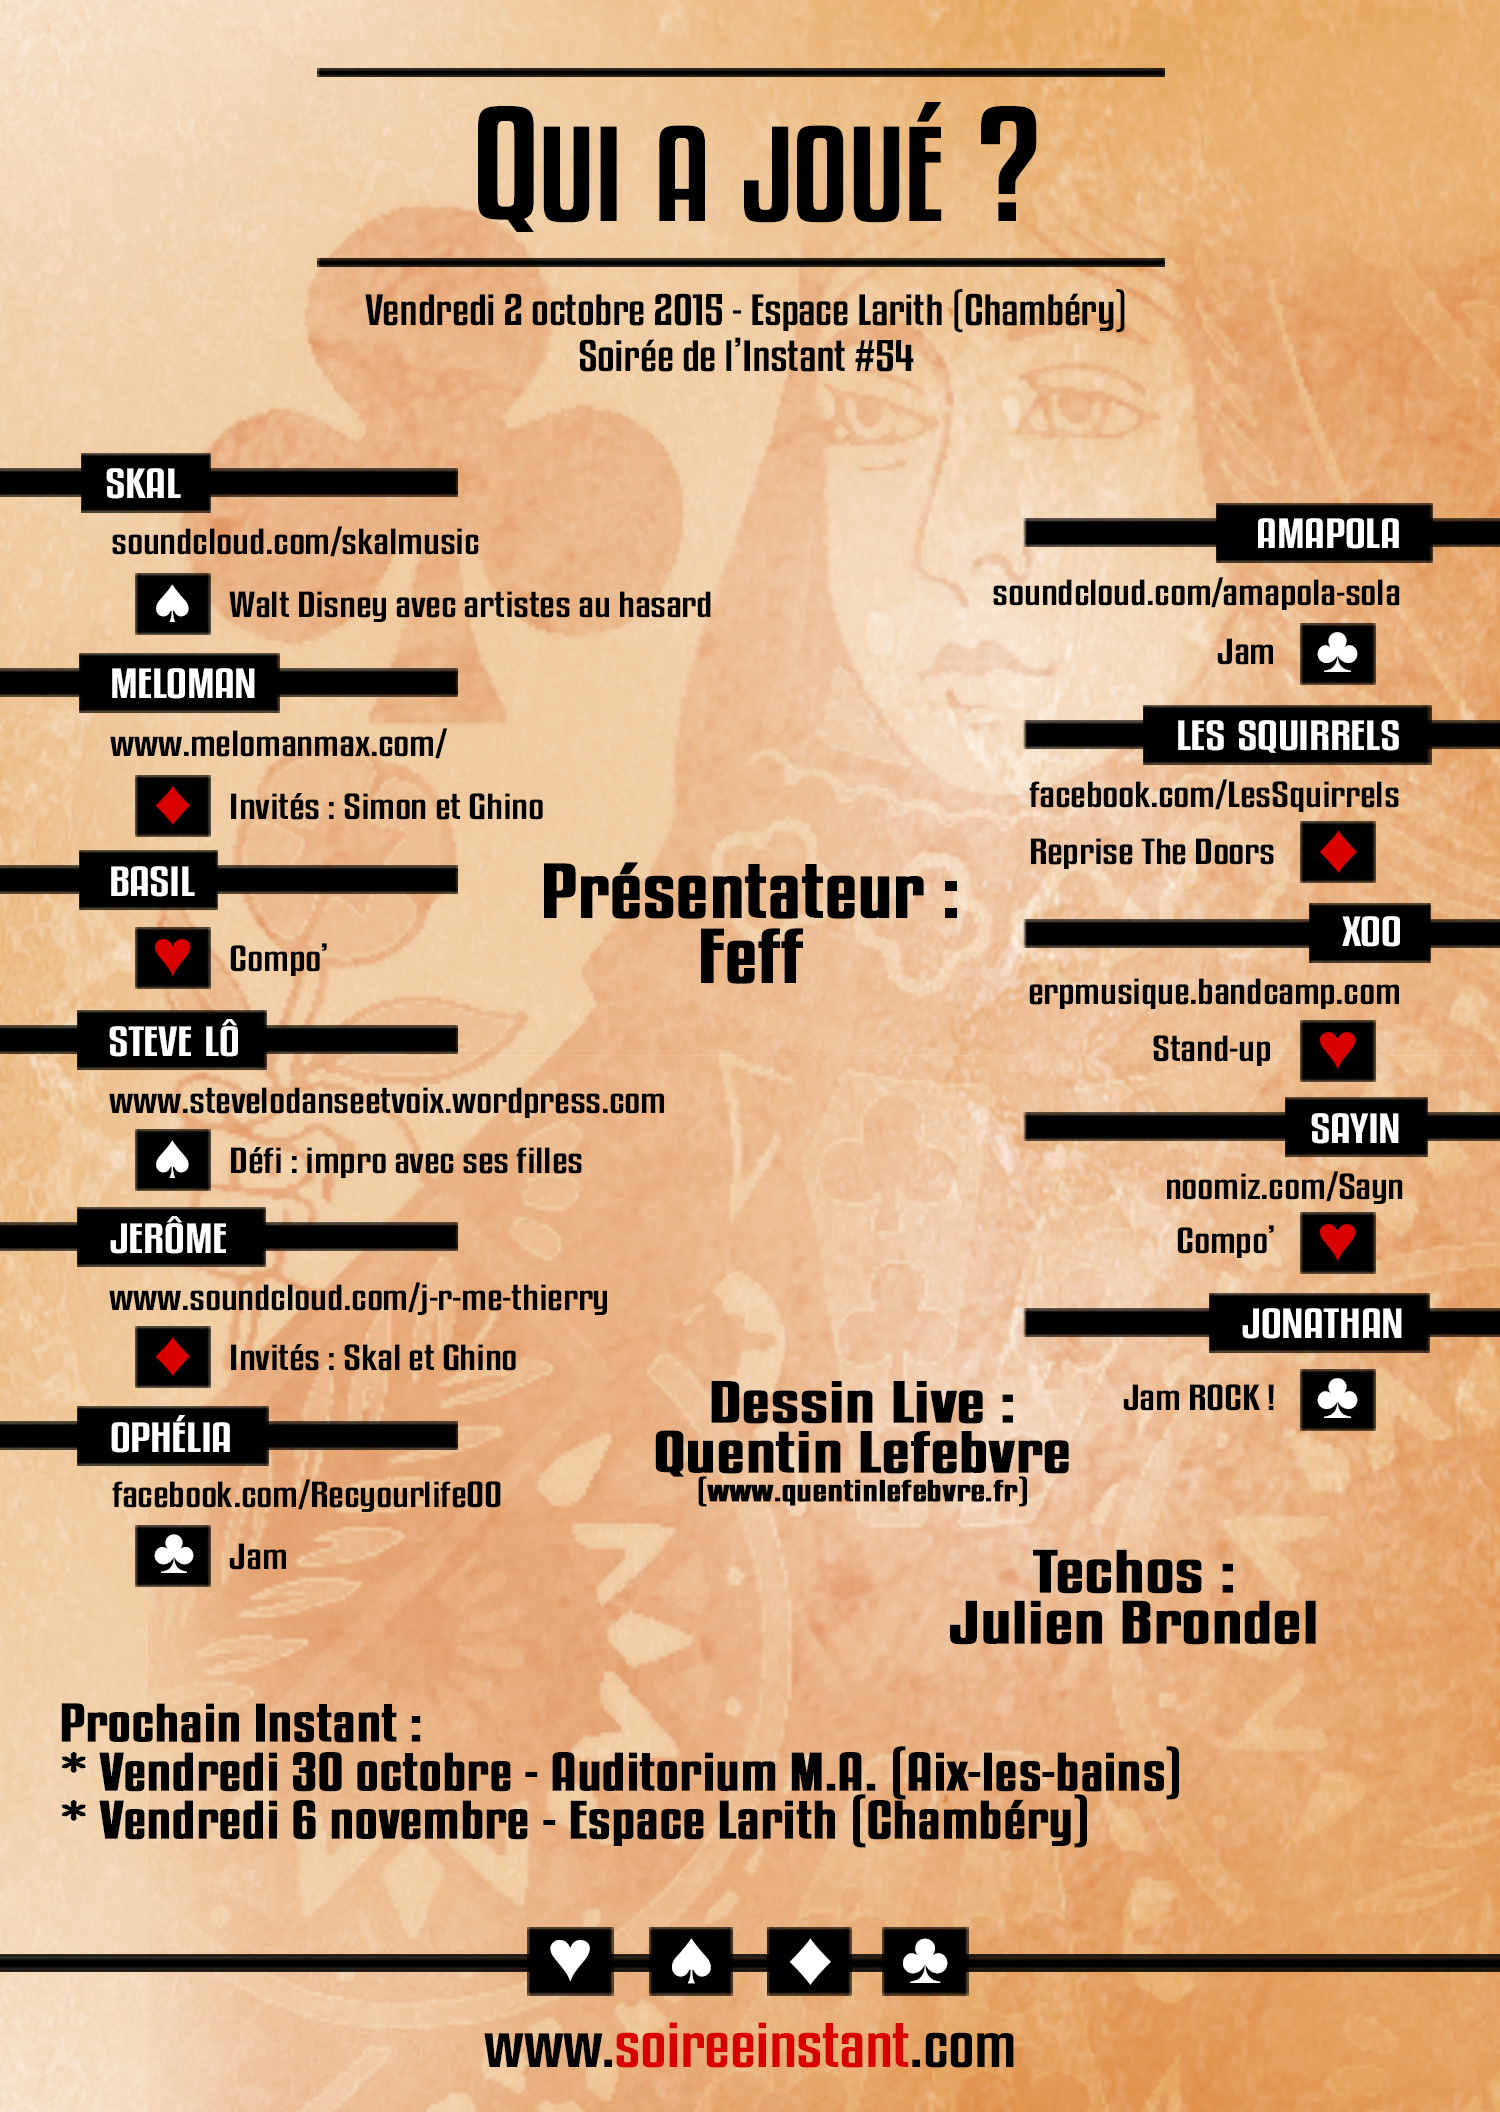 Qui a joué ?
Vendredi 2 octobre 2015 - Espace Larith (Chambéry)
Soirée de l'Instant #54
SKAL
soundcloud.com/skalmusic
Walt Disney avec artistes au hasard
MELOMAN
www.melomanmax.com/
Invités : Simon et Ghino
BASIL
Compo'
STEVE LÔ
www.stevelodanseetvoix.wordpress.com
Défi : impro avec ses filles
JERÔME
www.soundcloud.com/j-r-me-thierry
Invités : Skal et Ghino
OPHÉLIA
facebook.com/Recyourlife00
Jam
AMAPOLA
soundcloud.com/amapola-sola
Jam
LES SQUIRRELS
facebook.com/LesSquirrels
Reprise The Doors
XOO
erpmusique.bandcamp.com
Stand-up
SAYIN
noomiz.com/Sayn
Compo'
JONATHAN
Jam ROCK !
Présentateur :
Feff
Dessin Live :
Quentin Lefebvre
(www.quentinlefebvre.fr)
Techos :
Julien Brondel
Prochain Instant :
* Vendredi 30 octobre - Auditorium M.A. (Aix-les-bains)
* Vendredi 6 novembre - Espace Larith (Chambéry)
www.soireeinstant.com